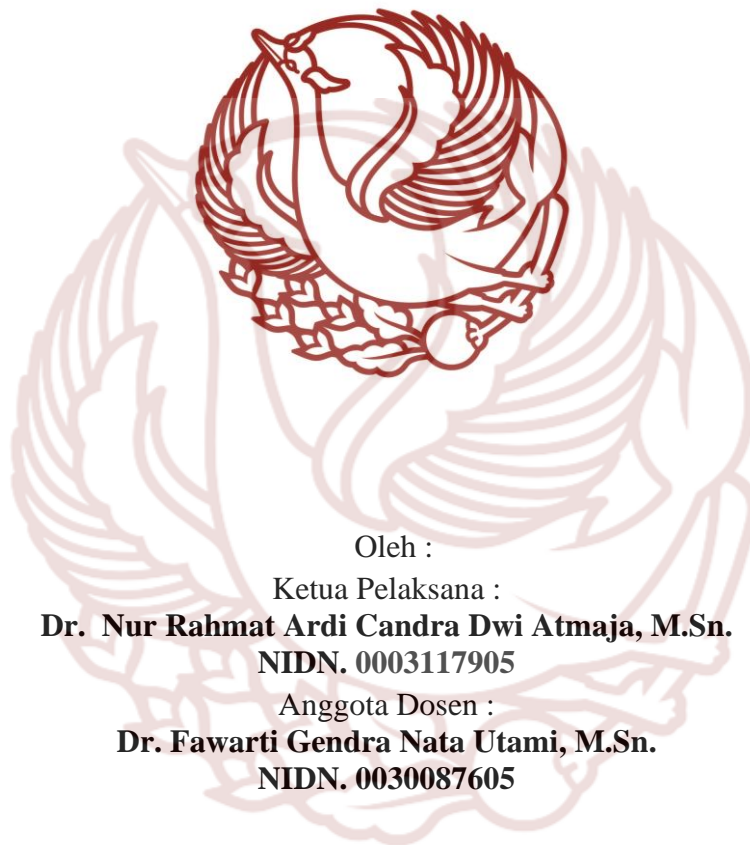 Oleh :
Ketua Pelaksana :
Dr. Nur Rahmat Ardi Candra Dwi Atmaja, M.Sn.
NIDN. 0003117905
Anggota Dosen :
Dr. Fawarti Gendra Nata Utami, M.Sn.
NIDN. 0030087605